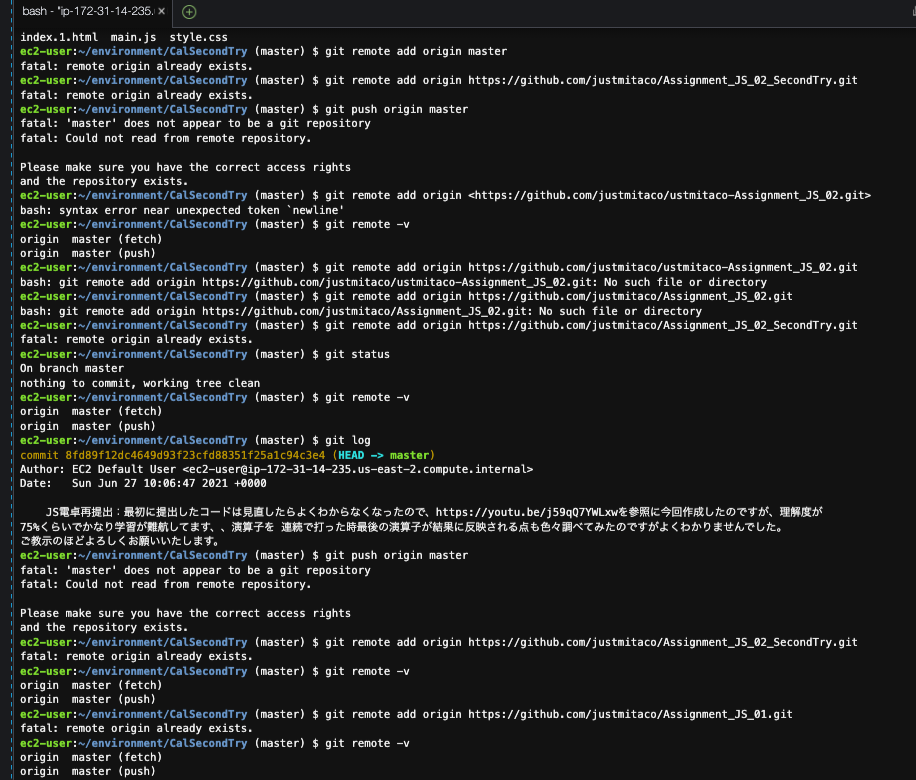 bash - "ip-172-31-14-235.
index.1.html  main.js  style.css
ec2-user:~/environment/CalSecondTry (master) $ git remote add origin master
fatal: remote origin already exists.
ec2-user:~/environment/CalSecondTry (master) $ git remote add origin https://github.com/justmitaco/Assignment_JS_02_SecondTry.git
fatal: remote origin already exists.
ec2-user:~/environment/CalSecondTry (master) $ git push origin master
fatal: 'master' does not appear to be a git repository
fatal: Could not read from remote repository.

Please make sure you have the correct access rights
and the repository exists.
ec2-user:~/environment/CalSecondTry (master) $ git remote add origin <https://github.com/justmitaco/ustmitaco-Assignment_JS_02.git>
bash: syntax error near unexpected token `newline'
ec2-user:~/environment/CalSecondTry (master) $ git remote -v
origin  master (fetch)
origin  master (push)
ec2-user:~/environment/CalSecondTry (master) $ git remote add origin https://github.com/justmitaco/ustmitaco-Assignment_JS_02.git
bash: git remote add origin https://github.com/justmitaco/ustmitaco-Assignment_JS_02.git: No such file or directory
ec2-user:~/environment/CalSecondTry (master) $ git remote add origin https://github.com/justmitaco/Assignment_JS_02.git
bash: git remote add origin https://github.com/justmitaco/Assignment_JS_02.git: No such file or directory
ec2-user:~/environment/CalSecondTry (master) $ git remote add origin https://github.com/justmitaco/Assignment_JS_02_SecondTry.git
fatal: remote origin already exists.
ec2-user:~/environment/CalSecondTry (master) $ git status
On branch master
nothing to commit, working tree clean
ec2-user:~/environment/CalSecondTry (master) $ git remote -v
origin  master (fetch)
origin  master (push)
ec2-user:~/environment/CalSecondTry (master) $ git log
commit 8fd89f12dc4649d93f23cfd88351f25a1c94c3e4 (HEAD -> master)
Author: EC2 Default User <ec2-user@ip-172-31-14-235.us-east-2.compute.internal>
Date:   Sun Jun 27 10:06:47 2021 +0000

    JS電卓再提出：最初に提出したコードは見直したらよくわからなくなったので、https://youtu.be/j59qQ7YWLxwを参照に今回作成したのですが、理解度が
75%くらいでかなり学習が難航してます、、演算子を 連続で打った時最後の演算子が結果に反映される点も色々調べてみたのですがよくわかりませんでした。
ご教示のほどよろしくお願いいたします。
ec2-user:~/environment/CalSecondTry (master) $ git push origin master
fatal: 'master' does not appear to be a git repository
fatal: Could not read from remote repository.

Please make sure you have the correct access rights
and the repository exists.
ec2-user:~/environment/CalSecondTry (master) $ git remote add origin https://github.com/justmitaco/Assignment_JS_02_SecondTry.git
fatal: remote origin already exists.
ec2-user:~/environment/CalSecondTry (master) $ git remote -v
origin  master (fetch)
origin  master (push)
ec2-user:~/environment/CalSecondTry (master) $ git remote add origin https://github.com/justmitaco/Assignment_JS_01.git
fatal: remote origin already exists.
ec2-user:~/environment/CalSecondTry (master) $ git remote -v
origin  master (fetch)
origin  master (push)